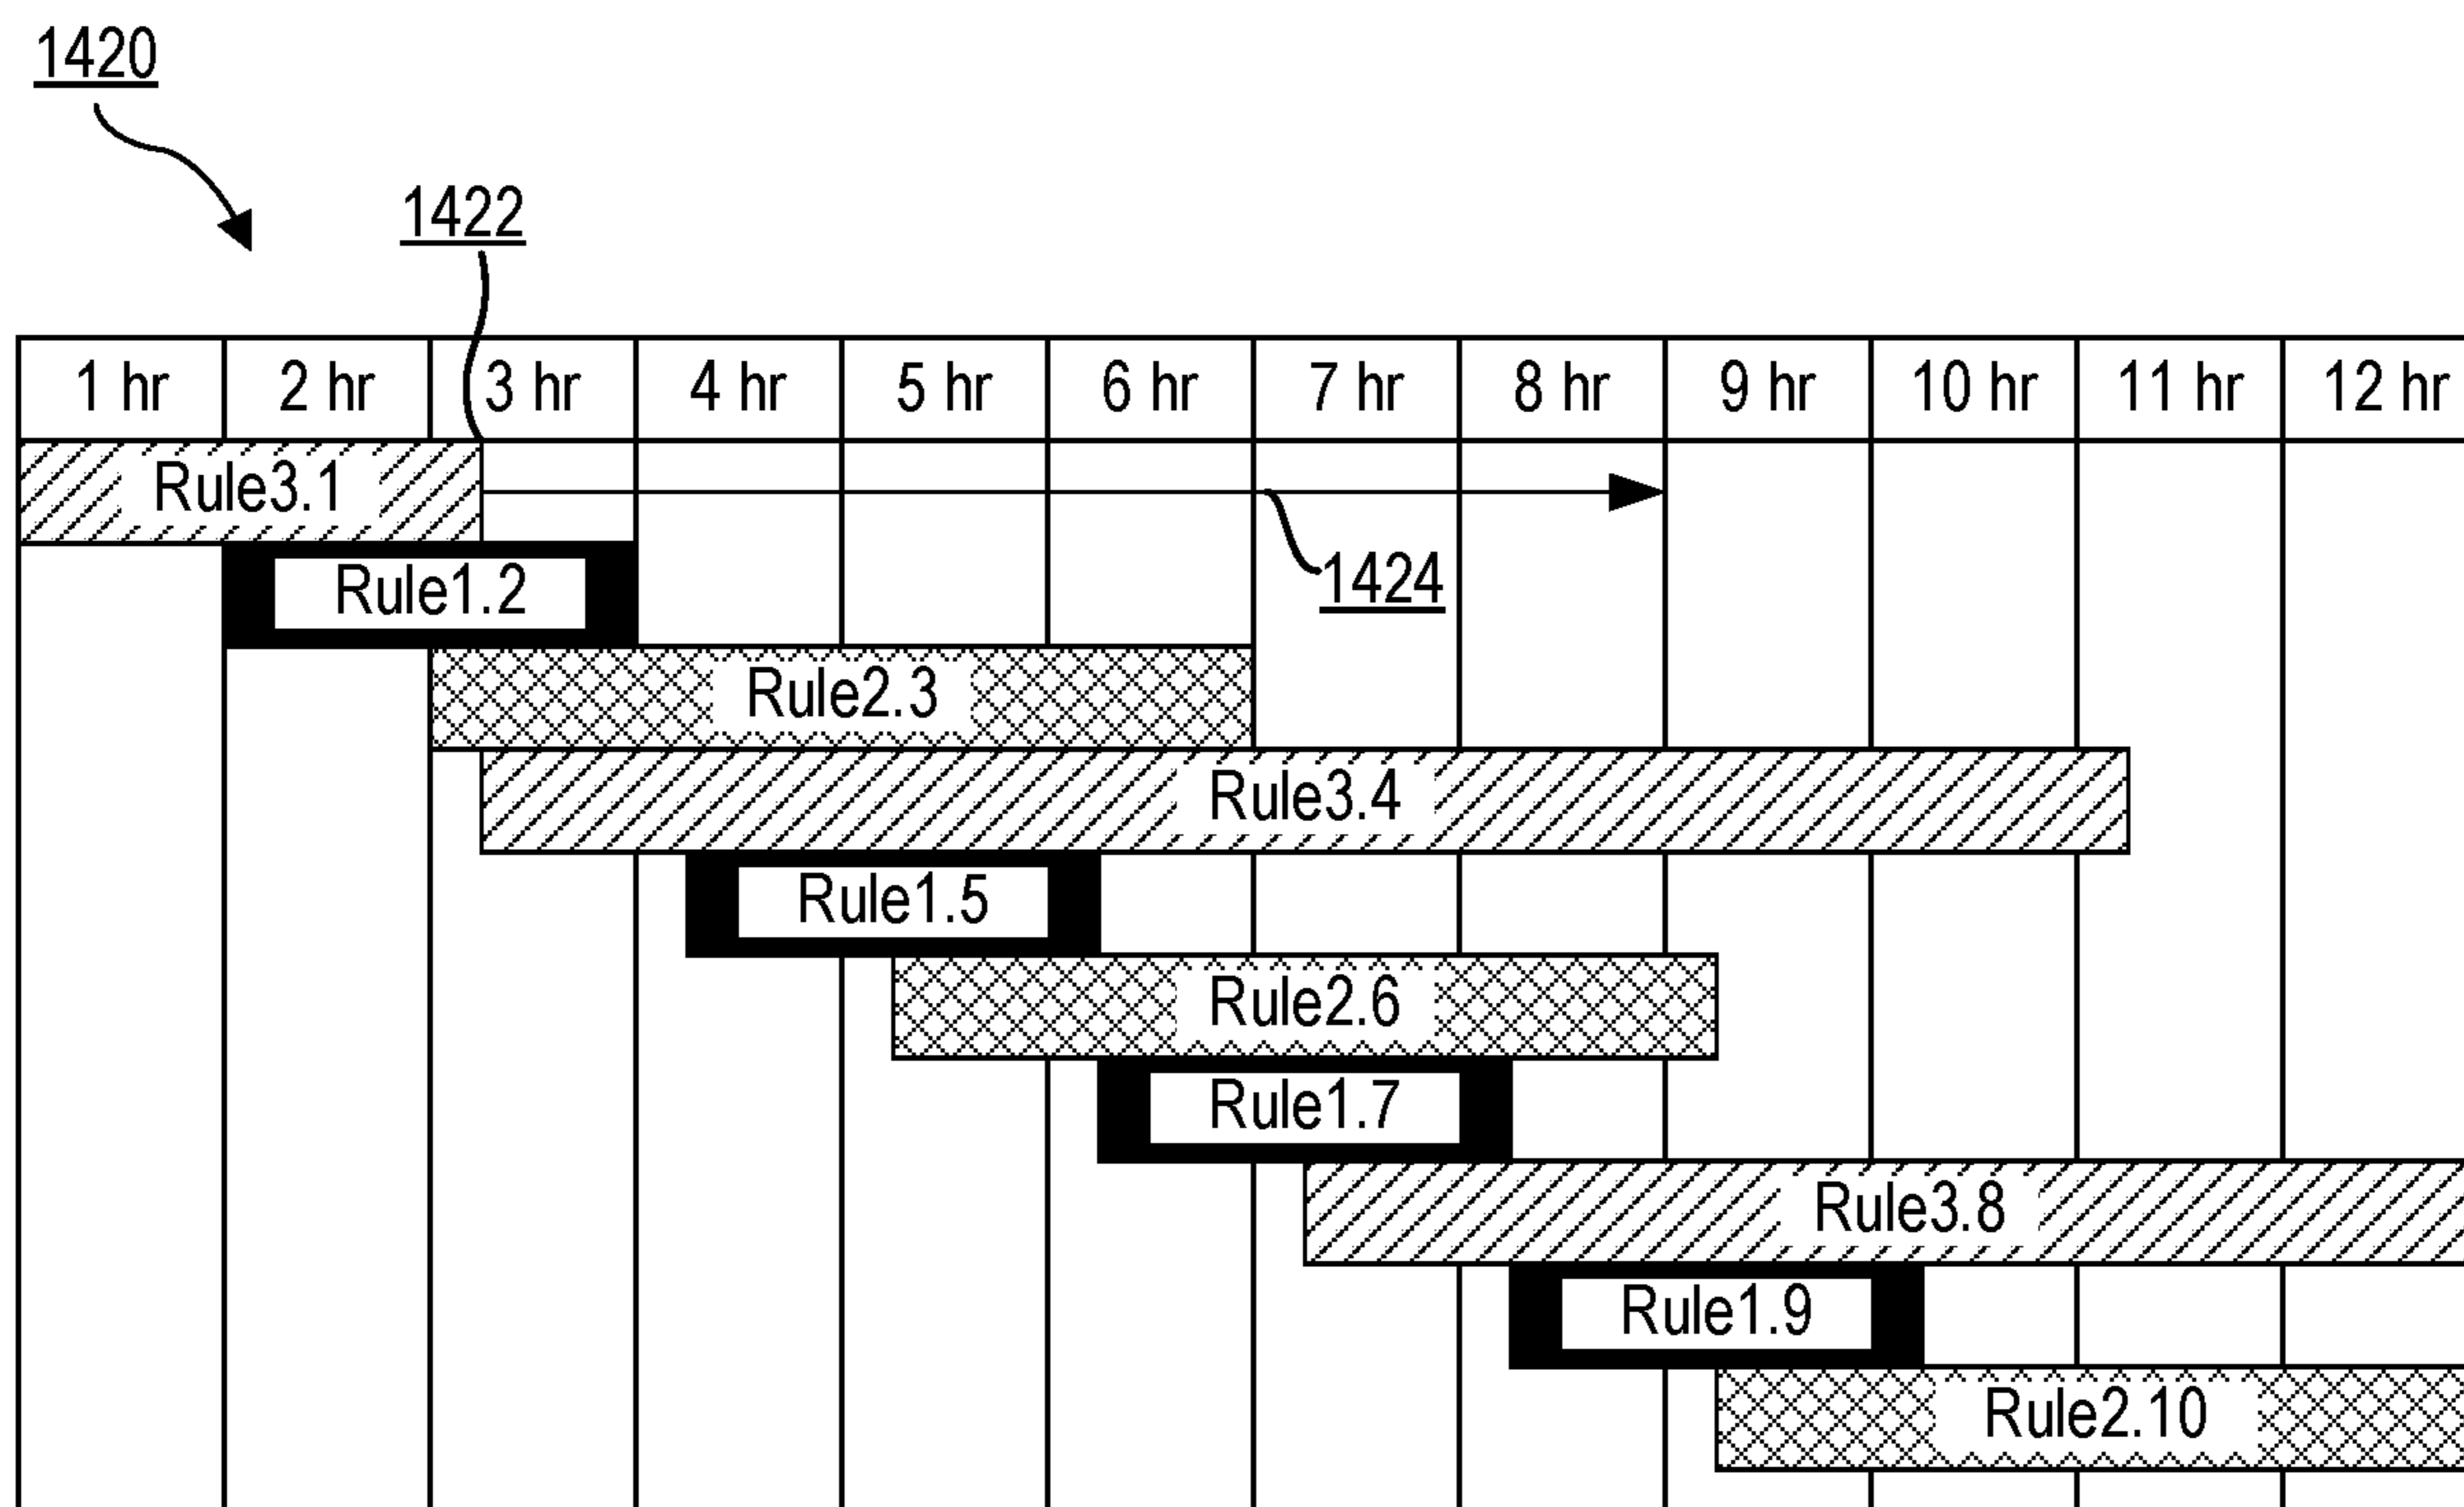 1420
1422
1 hr 2 hr 3 hr 4 hr 5 hr 6 hr 7 hr 8 hr 9 hr 10 hr 11 hr 12 hr
Rule3.1
1424
Rule1.2
Rule2.3
Rule3.4
Rule1.5
Rule2.6
Rule1.7
Rule3.8
Rule1.9
Rule2.10